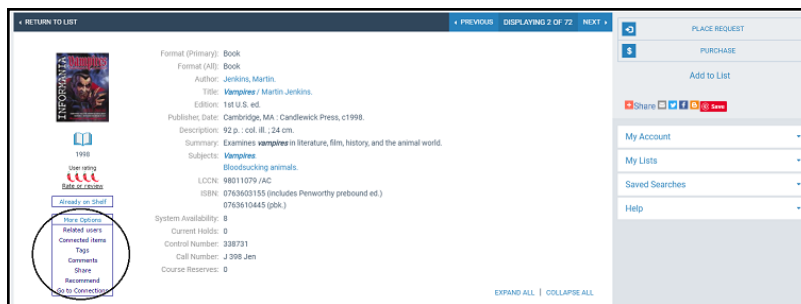 RETURN TO LIST
PREVIOUS DISPLAYING 2 OF 72 NEXT
INFORMANIA
VAMPIRES
1998
User rating
Rate or review
Already on Shelf
More Options
Related users
Connected items
Tags
Comments
Share
Recommend
Go to Connections
Format (Primary): Book
Format (All): Book
Author: Jenkins, Martin.
Title: Vampires / Martin Jenkins.
Edition: 1st U.S. ed.
Publisher, Date: Cambridge, MA : Candlewick Press, c1998.
Description: 92 p. : col. ill. ; 24 cm.
Summary: Examines vampires in literature, film, history, and the animal world.
Subjects: Vampires.
Bloodsucking animals.
LCCN: 98011079 /AC
ISBN: 0763603155 (includes Penworthy prebound ed.)
0763610445 (pbk.)
System Availability: 8
Current Holds: 0
Control Number: 338731
Call Number: J 398 Jen
Course Reserves: 0
EXPAND ALL | COLLAPSE ALL
PLACE REQUEST
$ PURCHASE
Add to List
Share Save
My Account
My Lists
Saved Searches
Help